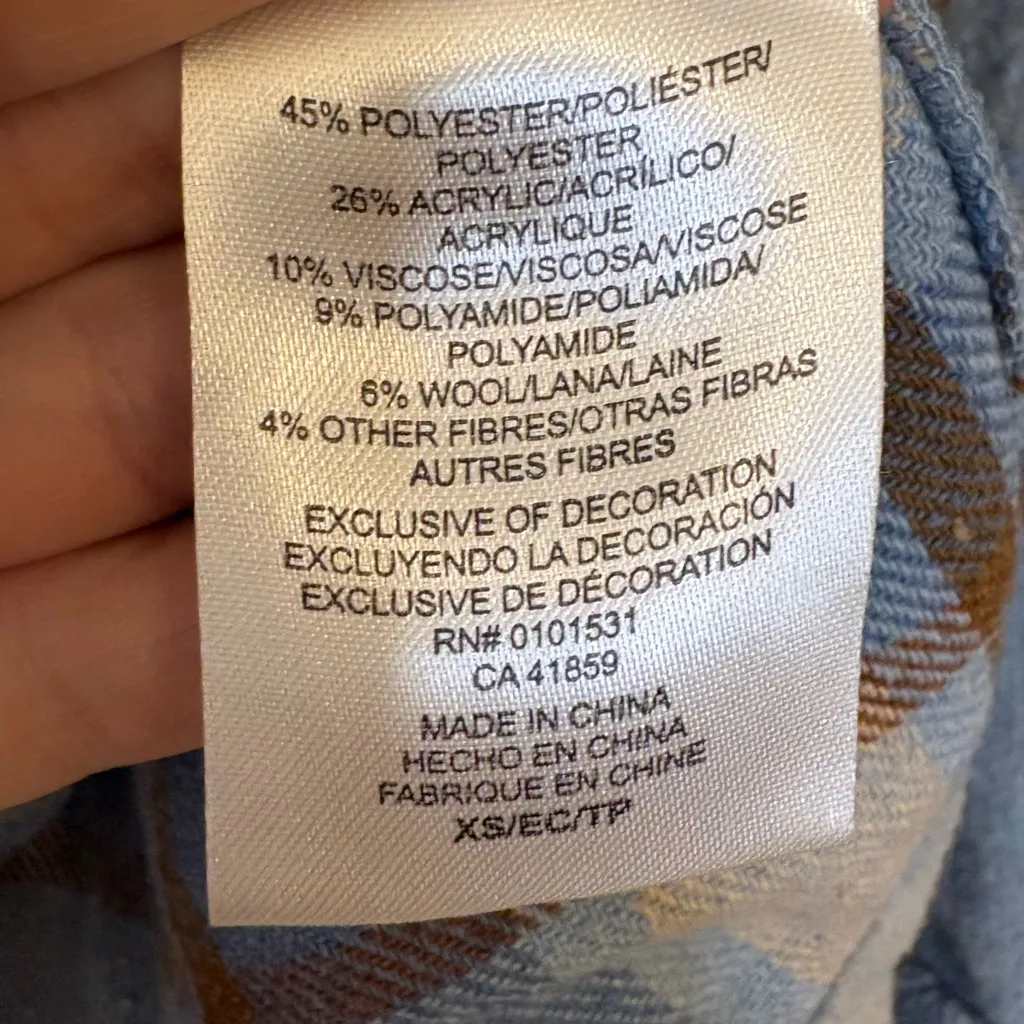 45% POLYESTER/POLIÉSTER/
POLYESTER
26% ACRYLIC/ACRÍLICO/
ACRYLIQUE
10% VISCOSE/VISCOSA/VISCOSE
9% POLYAMIDE/POLIAMIDA/
POLYAMIDE
6% WOOL/LANA/LAINE
4% OTHER FIBRES/OTRAS FIBRAS
AUTRES FIBRES
EXCLUSIVE OF DECORATION
EXCLUYENDO LA DECORACIÓN
EXCLUSIVE DE DÉCORATION
RN# 0101531
CA 41859
MADE IN CHINA
HECHO EN CHINA
FABRIQUE EN CHINE
XS/EC/TP